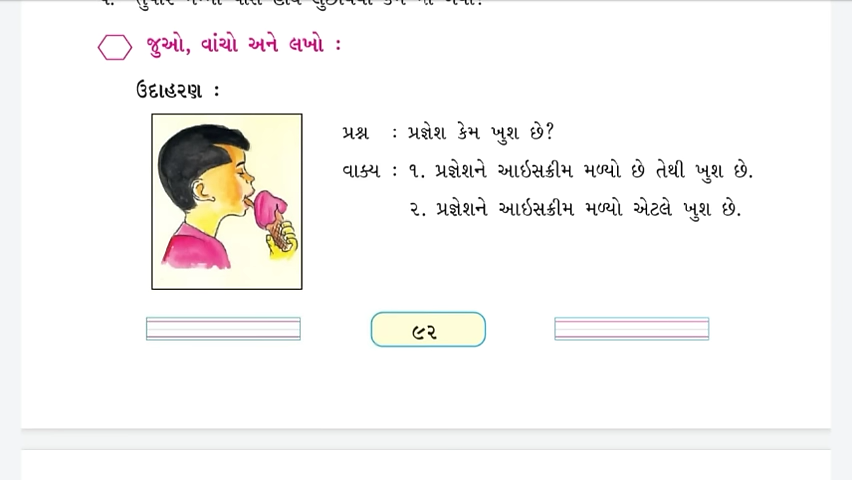 જુઓ, વાંચો અને લખો :
ઉદાહરણ :
પ્રશ્ન : પ્રજ્ઞેશ કેમ ખુશ છે?
વાક્ય : ૧. પ્રજ્ઞેશને આઇસક્રીમ મળ્યો છે તેથી ખુશ છે.
૨. પ્રજ્ઞેશને આઇસક્રીમ મળ્યો એટલે ખુશ છે.
૯૨